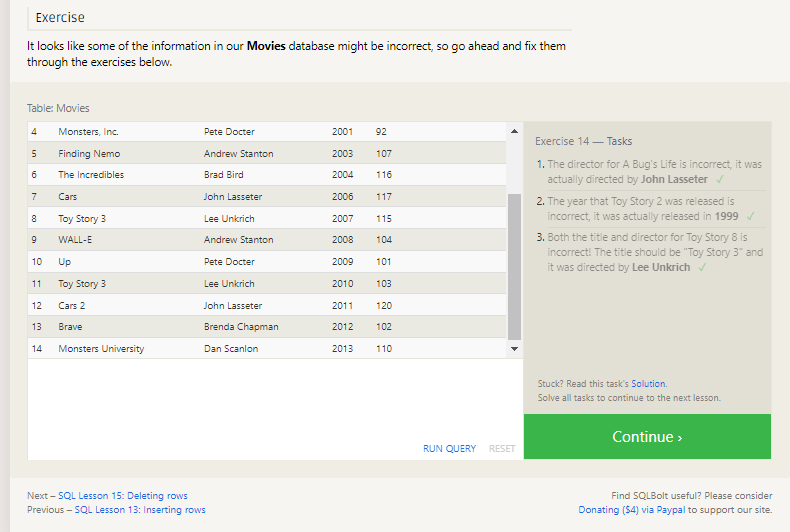 Exercise
It looks like some of the information in our Movies database might be incorrect, so go ahead and fix them
through the exercises below.
Table: Movies
4 Monsters, Inc. Pete Docter 2001 92
5 Finding Nemo Andrew Stanton 2003 107
6 The Incredibles Brad Bird 2004 116
7 Cars John Lasseter 2006 117
8 Toy Story 3 Lee Unkrich 2007 115
9 WALL-E Andrew Stanton 2008 104
10 Up Pete Docter 2009 101
11 Toy Story 3 Lee Unkrich 2010 103
12 Cars 2 John Lasseter 2011 120
13 Brave Brenda Chapman 2012 102
14 Monsters University Dan Scanlon 2013 110
RUN QUERY RESET
Exercise 14 — Tasks
1. The director for A Bug's Life is incorrect, it was
actually directed by John Lasseter ✓
2. The year that Toy Story 2 was released is
incorrect, it was actually released in 1999 ✓
3. Both the title and director for Toy Story 8 is
incorrect! The title should be "Toy Story 3" and
it was directed by Lee Unkrich ✓
Stuck? Read this task's Solution.
Solve all tasks to continue to the next lesson.
Continue ›
Next – SQL Lesson 15: Deleting rows
Previous – SQL Lesson 13: Inserting rows
Find SQLBolt useful? Please consider
Donating ($4) via Paypal to support our site.